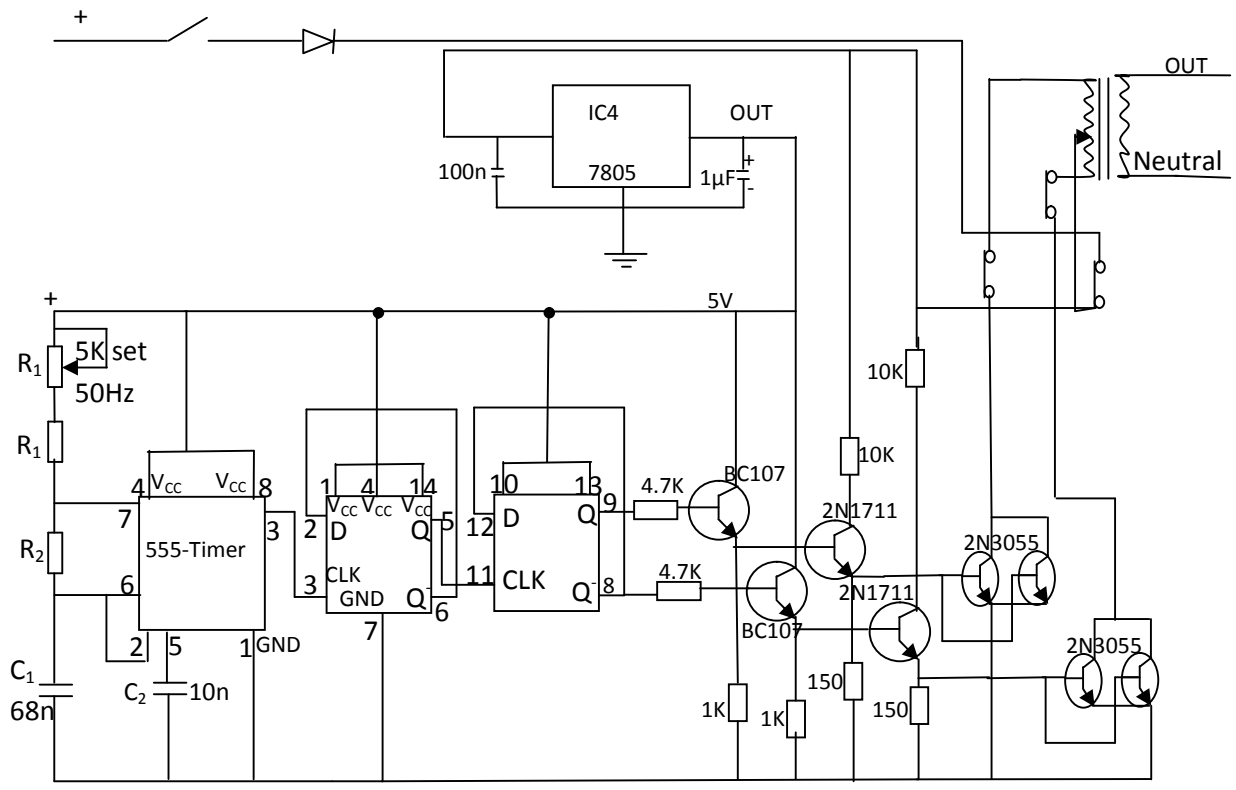 +
OUT
IC4
OUT
7805
100n
1µF
+
-
Neutral
+
5V
R1
5K set
50Hz
10K
R1
10K
BC107
4
VCC
VCC
8
1
4
14
VCC
VCC
VCC
10
13
4.7K
2N1711
7
3
2
D
Q
5
12
D
Q
9
R2
555-Timer
2N3055
6
3
CLK
GND
Q-
6
11
CLK
Q-
8
4.7K
2N1711
BC107
2
5
1
GND
7
2N3055
C1
68n
C2
10n
1K
1K
150
150